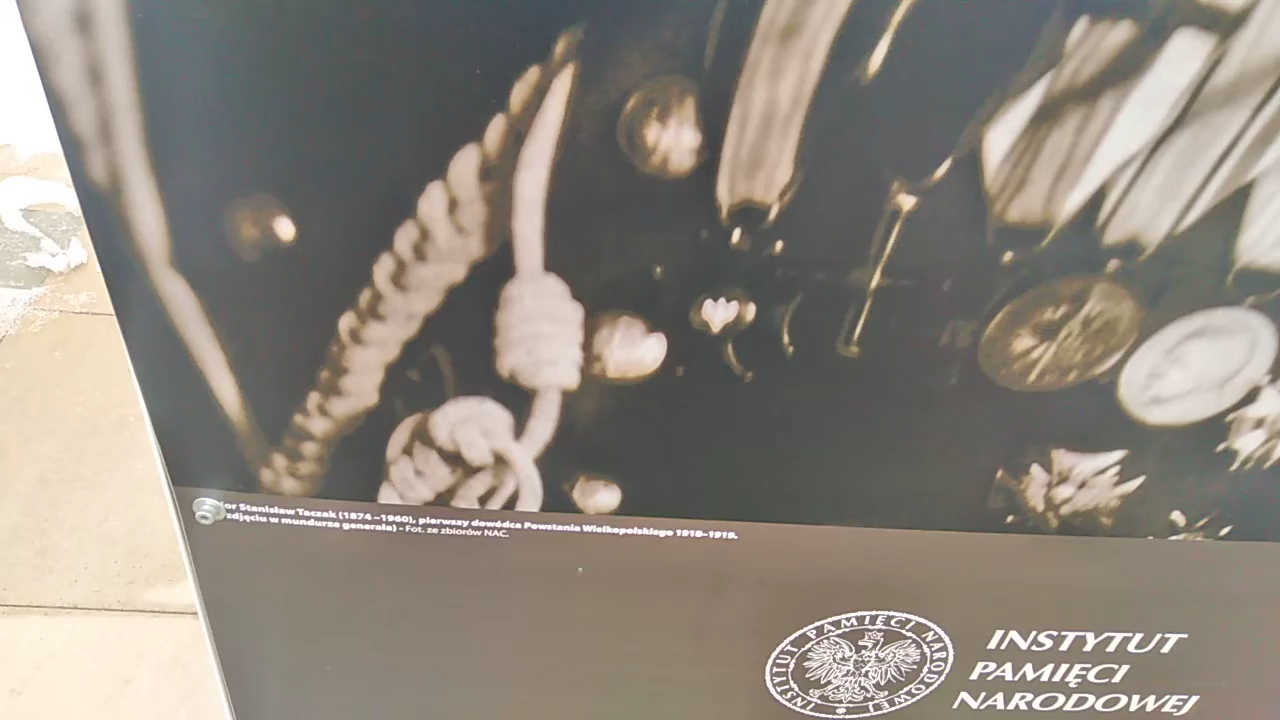 or Stanisław Taczak (1874 –1960), pierwszy dowódca Powstania Wielkopolskiego 1918–1919.
zdjęciu w mundurze generała) - Fot. ze zbiorów NAC.
INSTYTUT PAMIĘCI NARODOWEJ
INSTYTUT
PAMIĘCI
NARODOWEJ